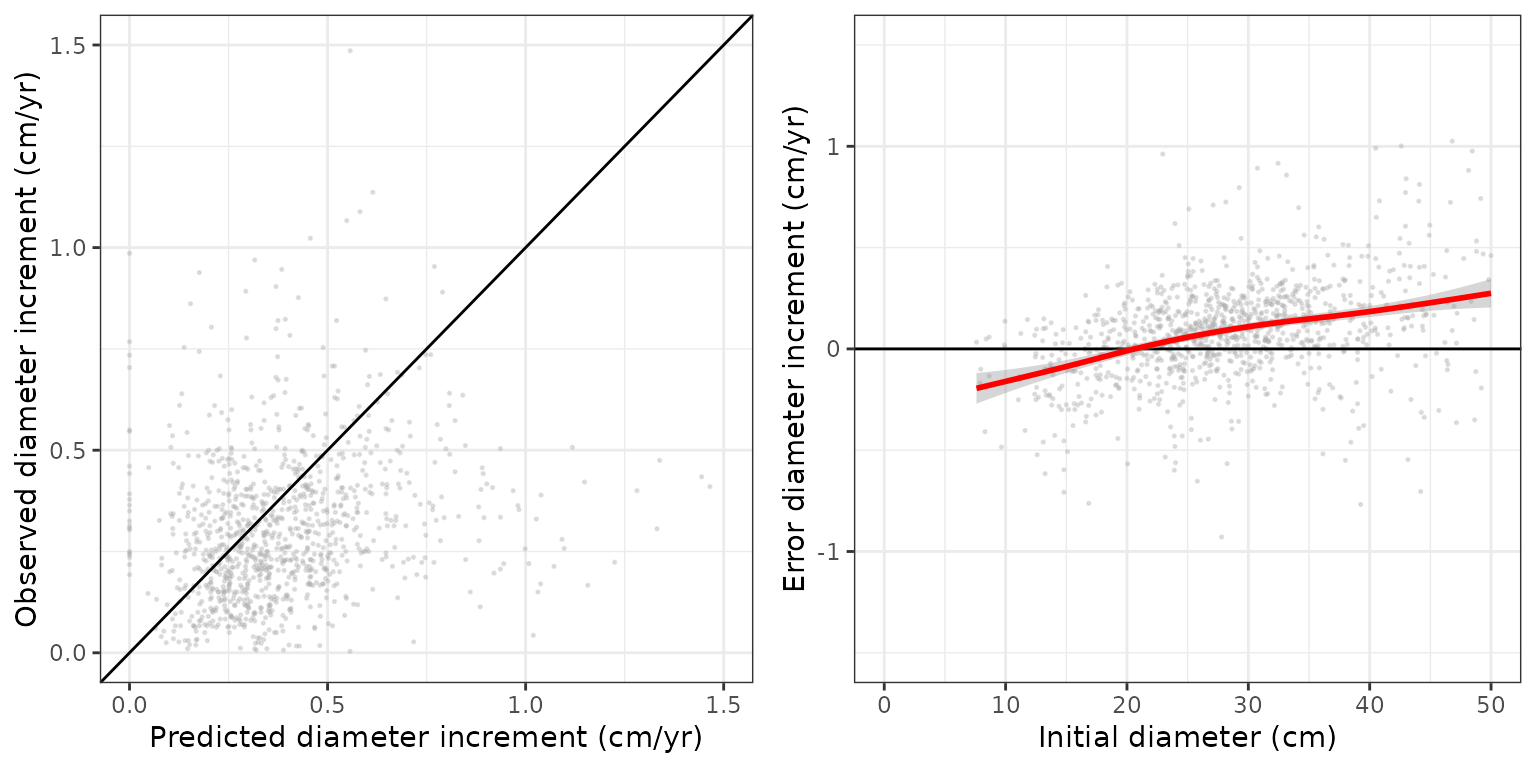 1.5
1.0
0.5
0.0
0.0 0.5 1.0 1.5
Predicted diameter increment (cm/yr)
Observed diameter increment (cm/yr)
1
0
-1
0 10 20 30 40 50
Initial diameter (cm)
Error diameter increment (cm/yr)